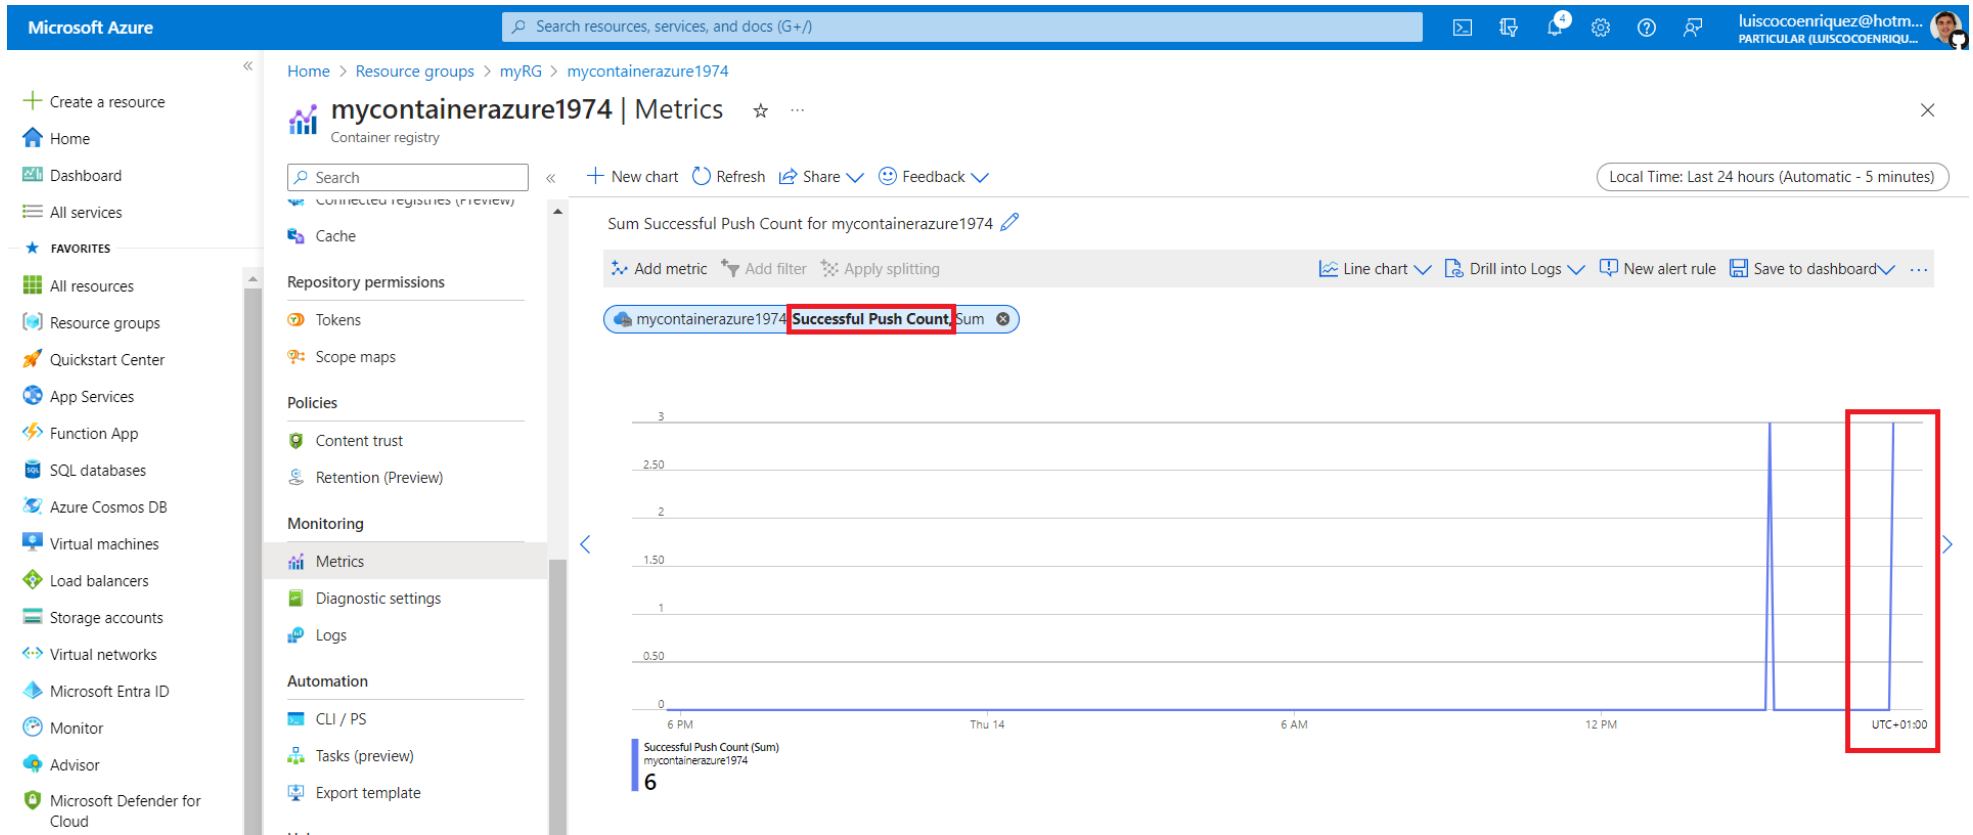 Microsoft Azure
Search resources, services, and docs (G+/)
4
luiscocoenriquez@hotm...
PARTICULAR (LUISCOCOENRIQU...
Create a resource
Home
Dashboard
All services
FAVORITES
All resources
Resource groups
Quickstart Center
App Services
Function App
SQL databases
Azure Cosmos DB
Virtual machines
Load balancers
Storage accounts
Virtual networks
Microsoft Entra ID
Monitor
Advisor
Microsoft Defender for
Cloud
Home > Resource groups > myRG > mycontainerazure1974
mycontainerazure1974 | Metrics
Container registry
Search
Connected registries (Preview)
Cache
Repository permissions
Tokens
Scope maps
Policies
Content trust
Retention (Preview)
Monitoring
Metrics
Diagnostic settings
Logs
Automation
CLI / PS
Tasks (preview)
Export template
New chart Refresh Share Feedback
Local Time: Last 24 hours (Automatic - 5 minutes)
Sum Successful Push Count for mycontainerazure1974
Add metric Add filter Apply splitting
Line chart Drill into Logs New alert rule Save to dashboard ...
mycontainerazure1974 Successful Push Count, Sum
3
2.50
2
1.50
1
0.50
0
6 PM Thu 14 6 AM 12 PM UTC+01:00
Successful Push Count (Sum)
mycontainerazure1974
6